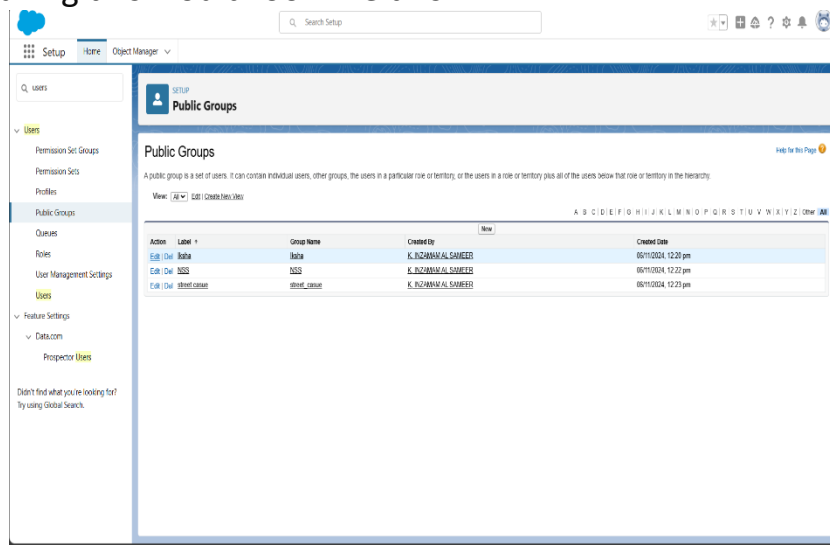 Search Setup
Setup Home Object Manager
users
SETUP
Public Groups
Users
Permission Set Groups
Permission Sets
Profiles
Public Groups
Queues
Roles
User Management Settings
Users
Feature Settings
Data.com
Prospector Users
Didn't find what you're looking for?
Try using Global Search.
Public Groups
Help for this Page
A public group is a set of users. It can contain individual users, other groups, the users in a particular role or territory, or the users in a role or territory plus all of the users below that role or territory in the hierarchy.
View: All Edit | Create New View
A B C | D | E | F | G H I | J K L M | N O P Q | R S T | U V W | X | Y | Z | Other All
New
Action Label Group Name Created By Created Date
Edit | Del Iksha Iksha K. INZAMAM AL SAMEER 06/11/2024, 12:20 pm
Edit | Del NSS NSS K. INZAMAM AL SAMEER 06/11/2024, 12:22 pm
Edit | Del street casue street_casue K. INZAMAM AL SAMEER 06/11/2024, 12:23 pm